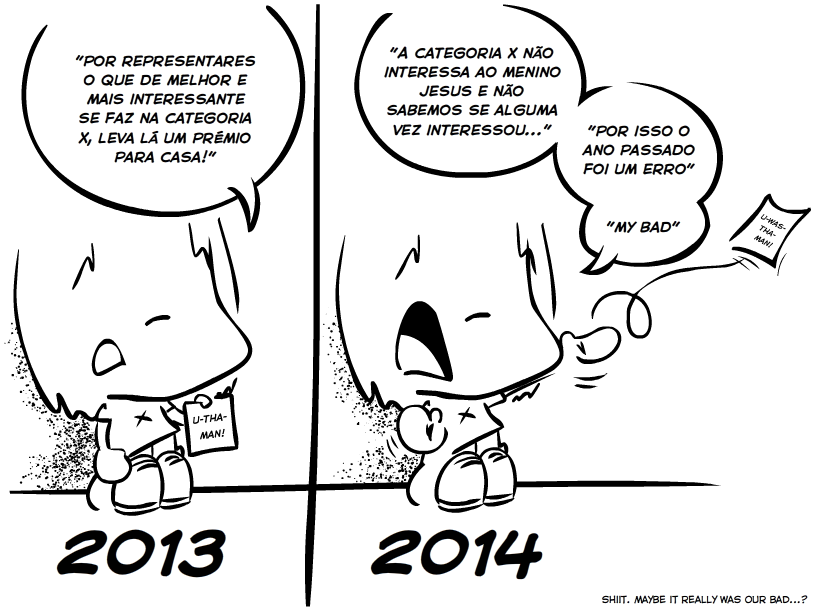 "POR REPRESENTARES
O QUE DE MELHOR E
MAIS INTERESSANTE
SE FAZ NA CATEGORIA
X, LEVA LÁ UM PRÉMIO
PARA CASA!"
U-THA-
MAN!
2013
"A CATEGORIA X NÃO
INTERESSA AO MENINO
JESUS E NÃO
SABEMOS SE ALGUMA
VEZ INTERESSOU..."
"POR ISSO O
ANO PASSADO
FOI UM ERRO"
"MY BAD"
U-WAS-
THA-
MAN!
X
X
2014
SHIIT. MAYBE IT REALLY WAS OUR BAD...?